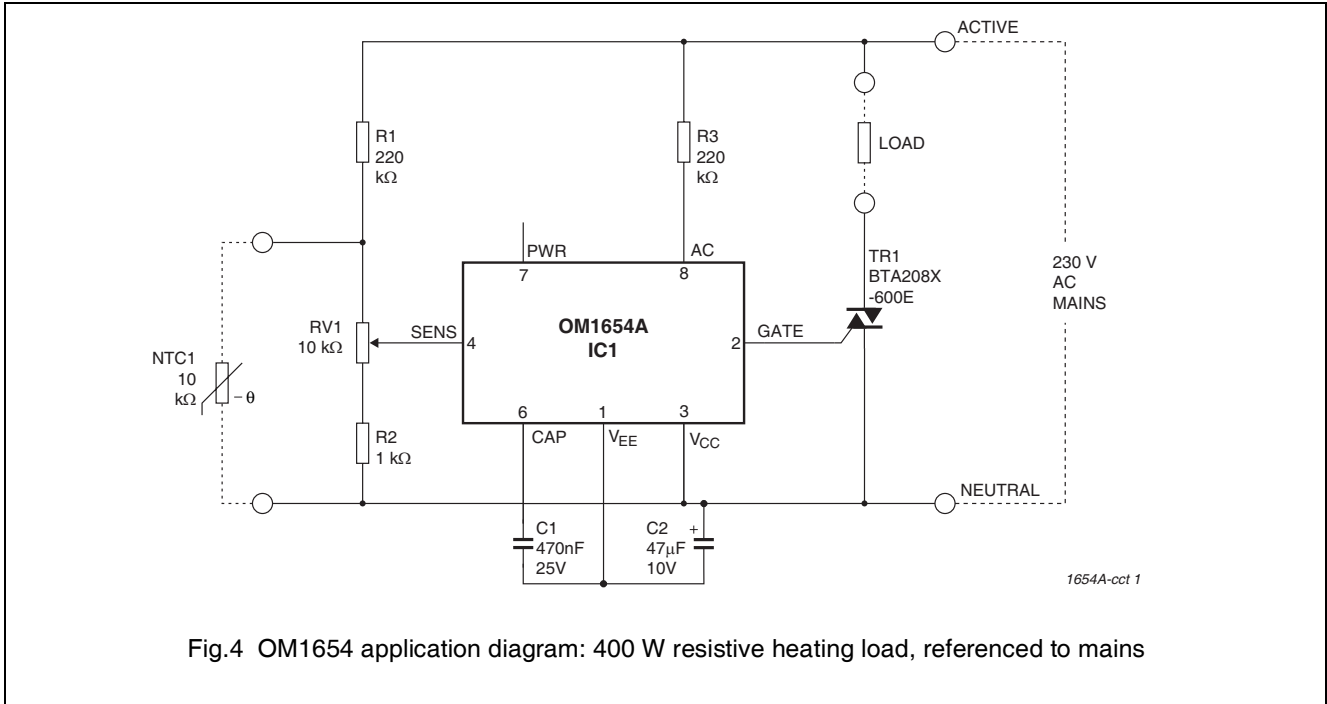 ACTIVE
R1
220
kΩ
R3
220
kΩ
LOAD
PWR
7
AC
8
TR1
BTA208X
-600E
230 V
AC
MAINS
RV1
10 kΩ
SENS
4
OM1654A
IC1
2
GATE
NTC1
10
kΩ
−θ
6
1
3
CAP
VEE
VCC
R2
1 kΩ
NEUTRAL
C1
470nF
25V
C2
+
47μF
10V
1654A-cct 1
Fig.4 OM1654 application diagram: 400 W resistive heating load, referenced to mains